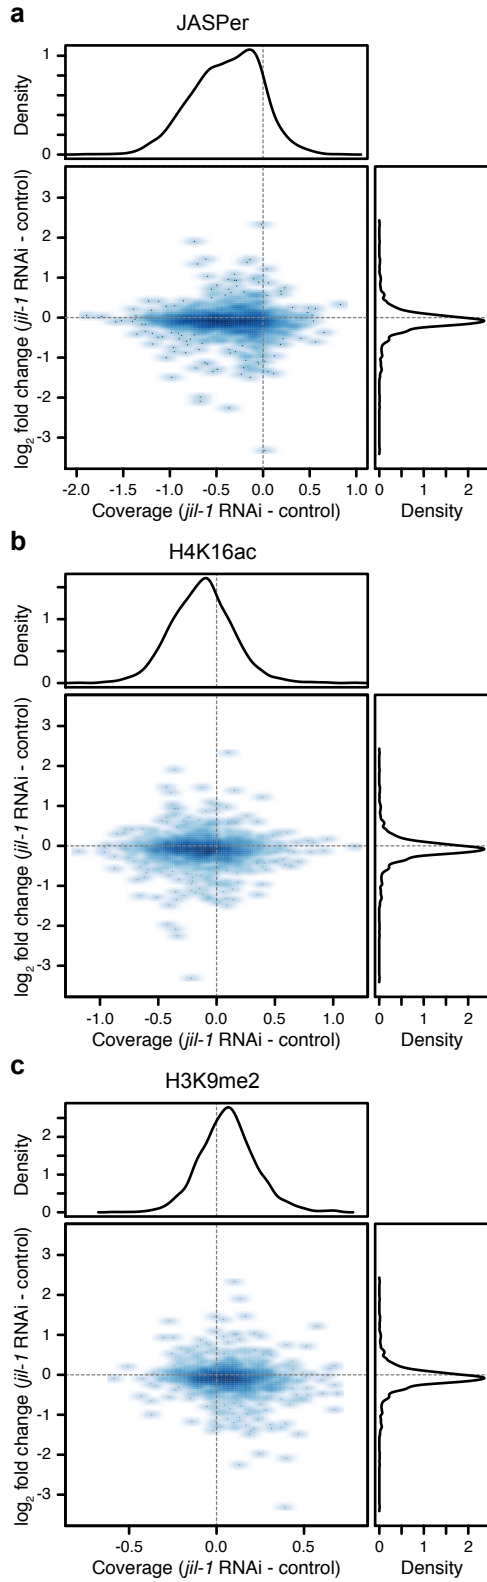 a
JASPer
Density
1
0
log2 fold change (jil-1 RNAi - control)
3
2
1
0
-1
-2
-3
-2.0 -1.5 -1.0 -0.5 0.0 0.5 1.0
Coverage (jil-1 RNAi - control)
0 1 2
Density
b
H4K16ac
Density
1
0
log2 fold change (jil-1 RNAi - control)
3
2
1
0
-1
-2
-3
-1.0 -0.5 0.0 0.5 1.0
Coverage (jil-1 RNAi - control)
0 1 2
Density
c
H3K9me2
Density
2
1
0
log2 fold change (jil-1 RNAi - control)
3
2
1
0
-1
-2
-3
-0.5 0.0 0.5
Coverage (jil-1 RNAi - control)
0 1 2
Density